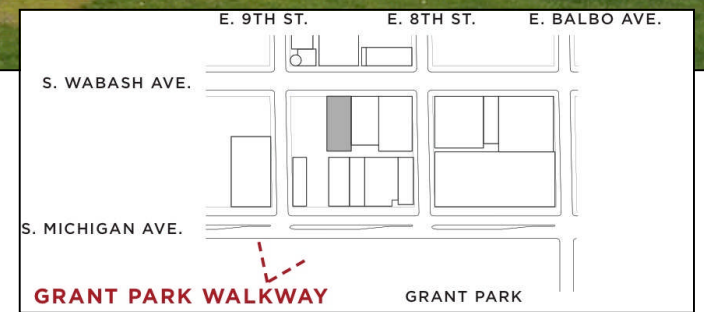 E. 9TH ST. E. 8TH ST. E. BALBO AVE.
S. WABASH AVE.
S. MICHIGAN AVE.
GRANT PARK WALKWAY GRANT PARK